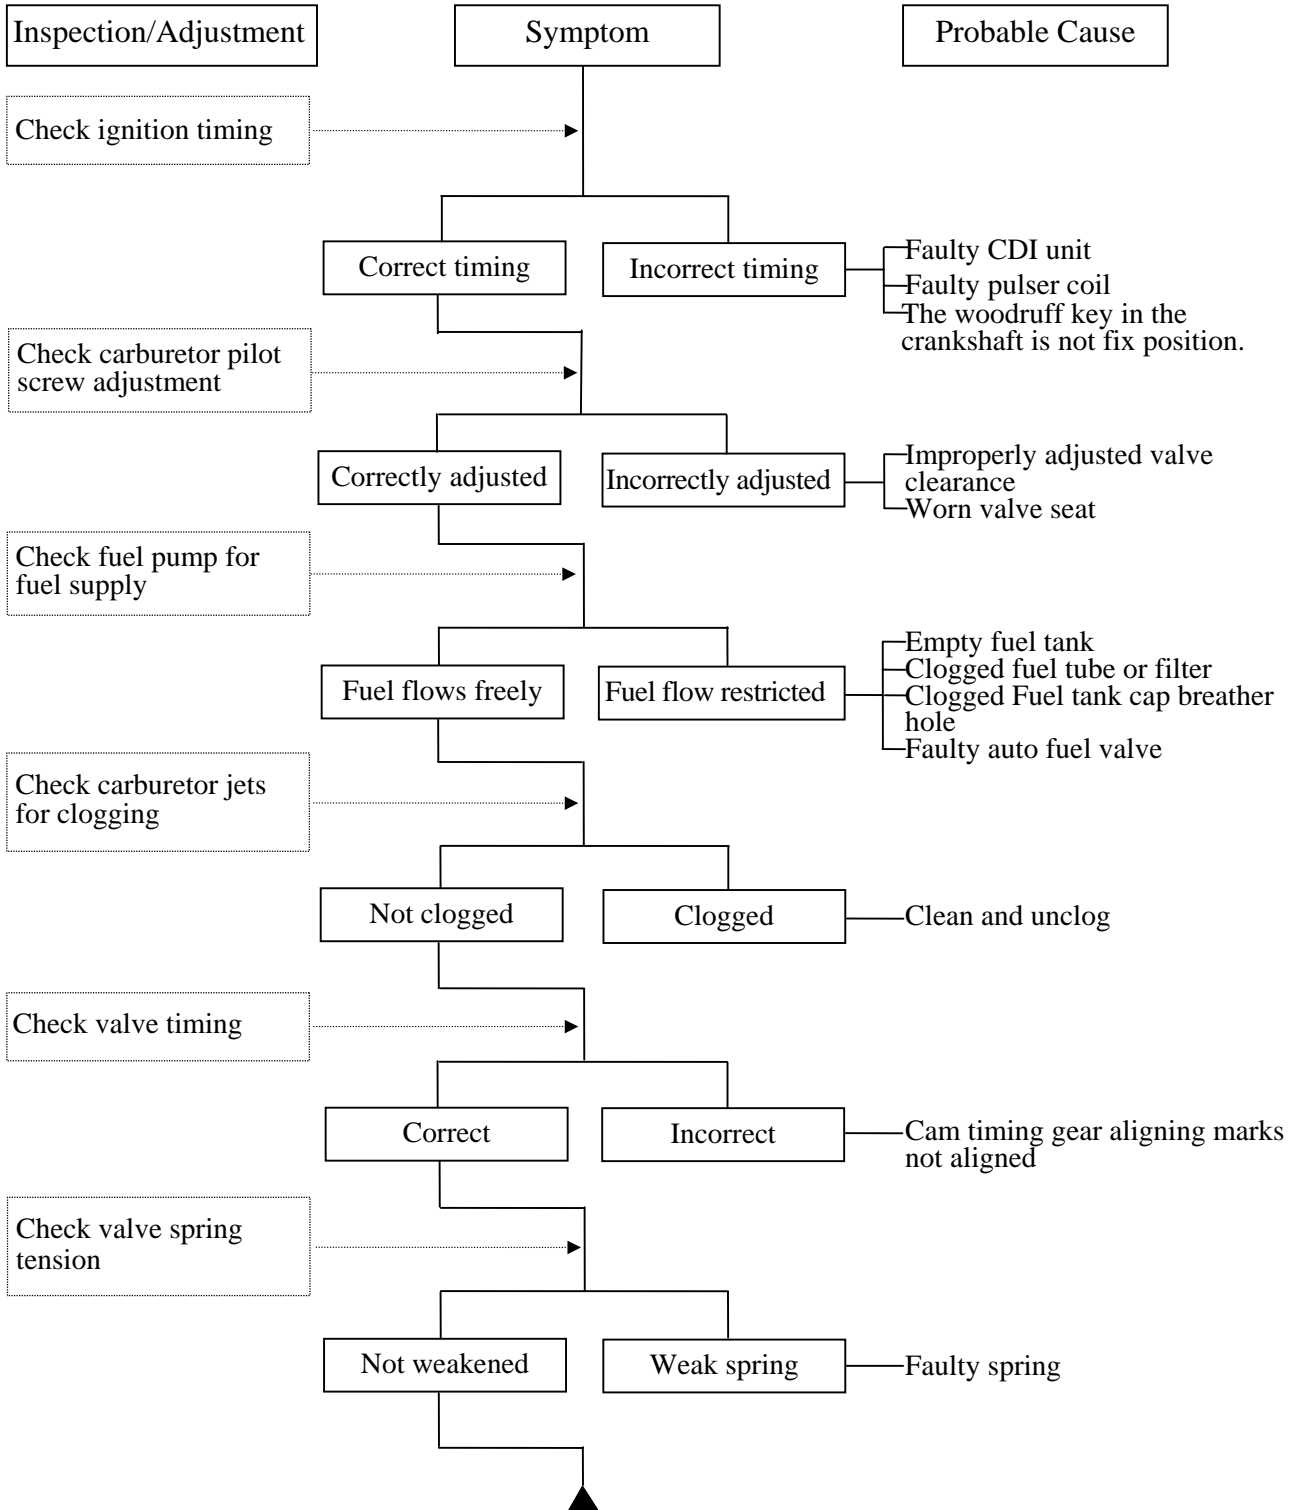 Inspection/Adjustment
Symptom
Probable Cause
Check ignition timing
Correct timing
Incorrect timing
Faulty CDI unit
Faulty pulser coil
The woodruff key in the
crankshaft is not fix position.
Check carburetor pilot
screw adjustment
Correctly adjusted
Incorrectly adjusted
Improperly adjusted valve
clearance
Worn valve seat
Check fuel pump for
fuel supply
Fuel flows freely
Fuel flow restricted
Empty fuel tank
Clogged fuel tube or filter
Clogged Fuel tank cap breather
hole
Faulty auto fuel valve
Check carburetor jets
for clogging
Not clogged
Clogged
Clean and unclog
Check valve timing
Correct
Incorrect
Cam timing gear aligning marks
not aligned
Check valve spring
tension
Not weakened
Weak spring
Faulty spring